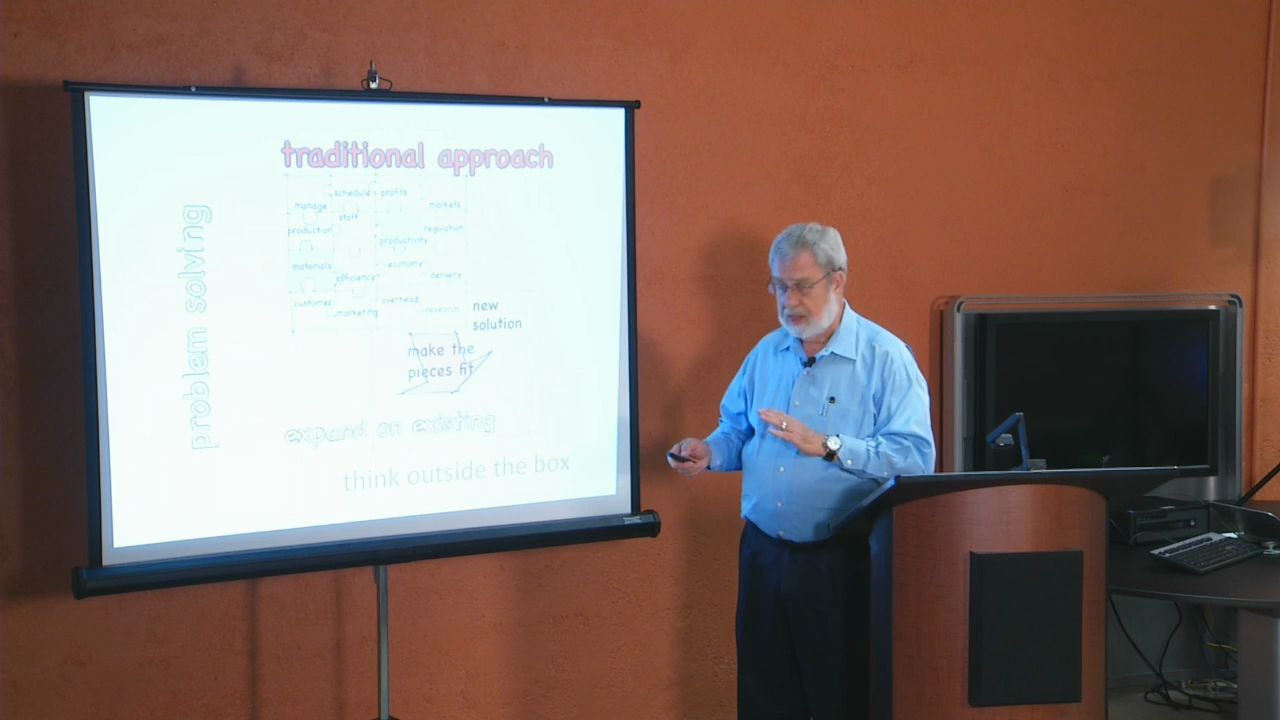 traditional approach
problem solving
schedule
profits
manage
markets
staff
production
regulation
productivity
materials
economy
efficiency
delivery
customer
overhead
marketing
research
new
solution
make the
pieces fit
expand on existing
think outside the box